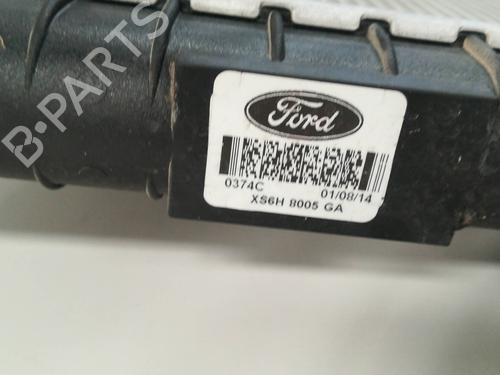 B-PARTS
Ford
0374C 01/08/14
XS6H 8005 GA